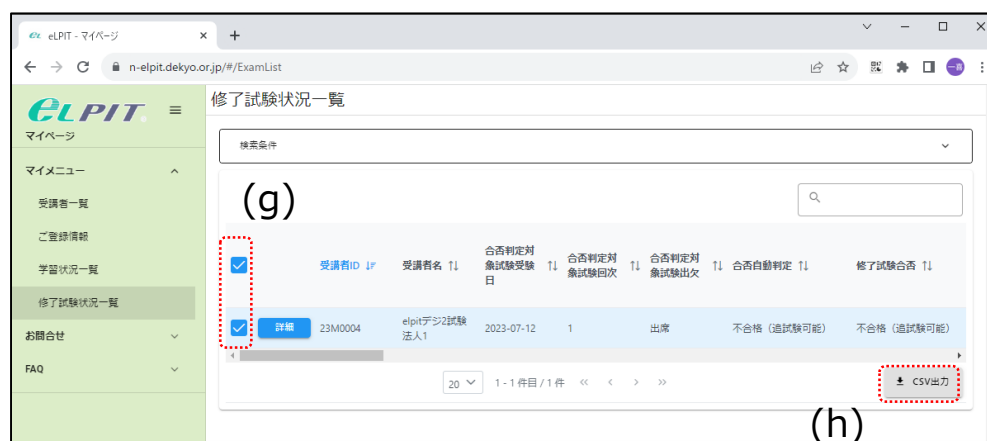 eLPIT - マイページ
n-elpit.dekyo.or.jp/#/ExamList
一喜
eLPIT
マイページ
マイメニュー
受講者一覧
ご登録情報
学習状況一覧
修了試験状況一覧
お問合せ
FAQ
修了試験状況一覧
検索条件
(g)
受講者ID
受講者名
合否判定対
象試験受験
日
合否判定対
象試験回次
合否判定対
象試験出欠
合否自動判定
修了試験合否
詳細
23M0004
elpitデジ2試験
法人1
2023-07-12
1
出席
不合格（追試験可能）
不合格（追試験可能）
20
1 - 1 件目 / 1 件
CSV出力
(h)